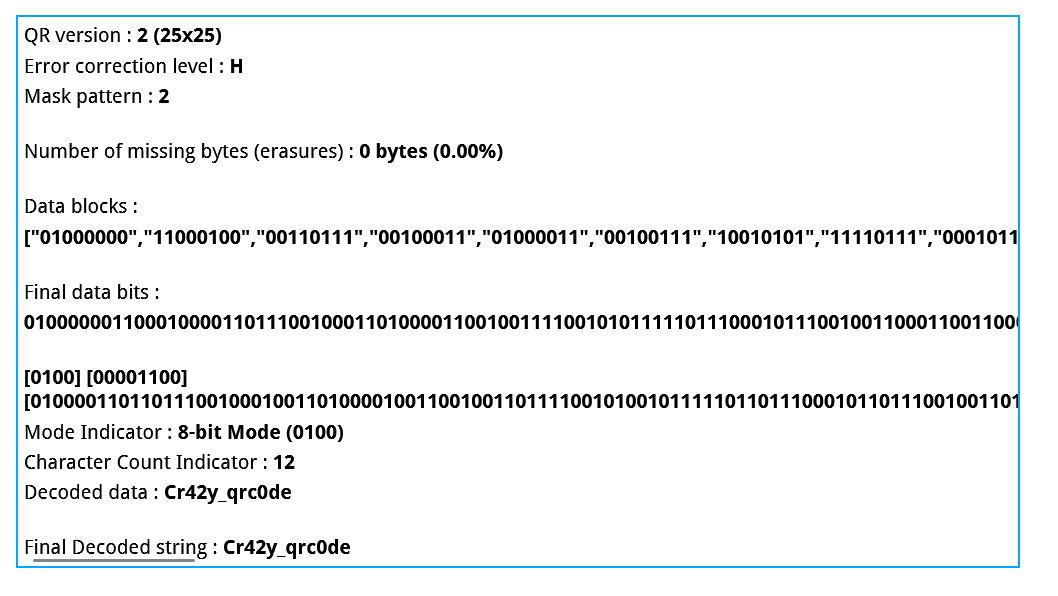 QR version : 2 (25x25)
Error correction level : H
Mask pattern : 2
Number of missing bytes (erasures) : 0 bytes (0.00%)
Data blocks :
["01000000","11000100","00110111","00100011","01000011","00100111","10010101","11110111","0001011
Final data bits :
0100000011000100001101110010001101000011001001111001010111110111000101110010011000110011000
[0100] [00001100]
[010000110110111001000100110100001001100100110111100101001011111011011100010110111001001101
Mode Indicator : 8-bit Mode (0100)
Character Count Indicator : 12
Decoded data : Cr42y_qrc0de
Final Decoded string : Cr42y_qrc0de